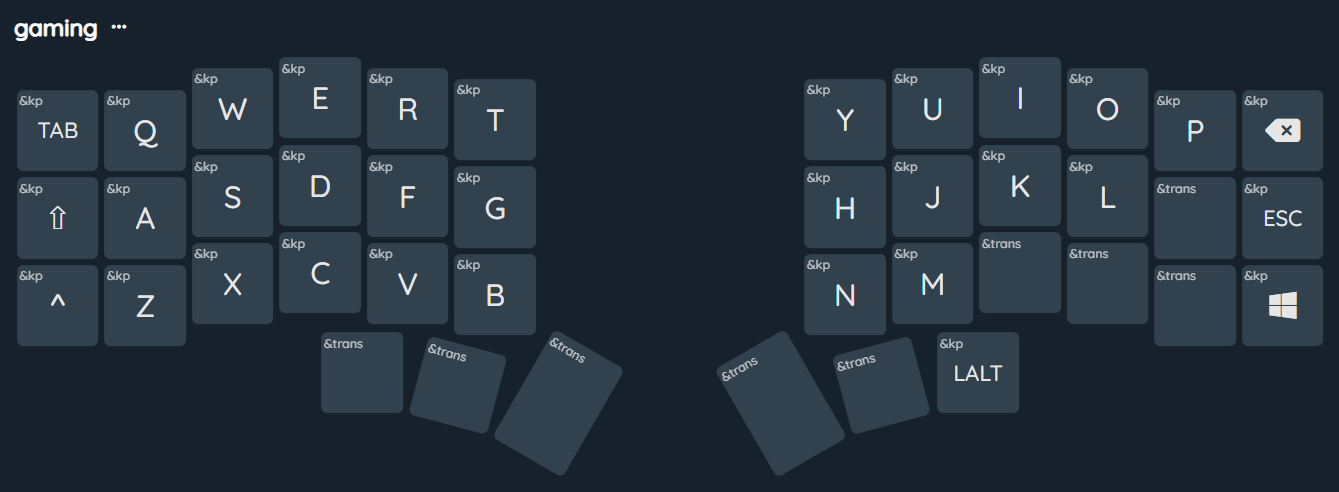 gaming ...
&kp &kp &kp &kp &kp &kp &kp &kp &kp &kp &kp &kp
TAB Q W E R T Y U I O P
&kp &kp &kp &kp &kp &kp &kp &kp &kp &kp &trans &kp
⇧ A S D F G H J K L ESC
&kp &kp &kp &kp &kp &kp &kp &kp &trans &trans &trans &kp
^ Z X C V B N M
&trans &trans &trans &trans &trans &kp
LALT